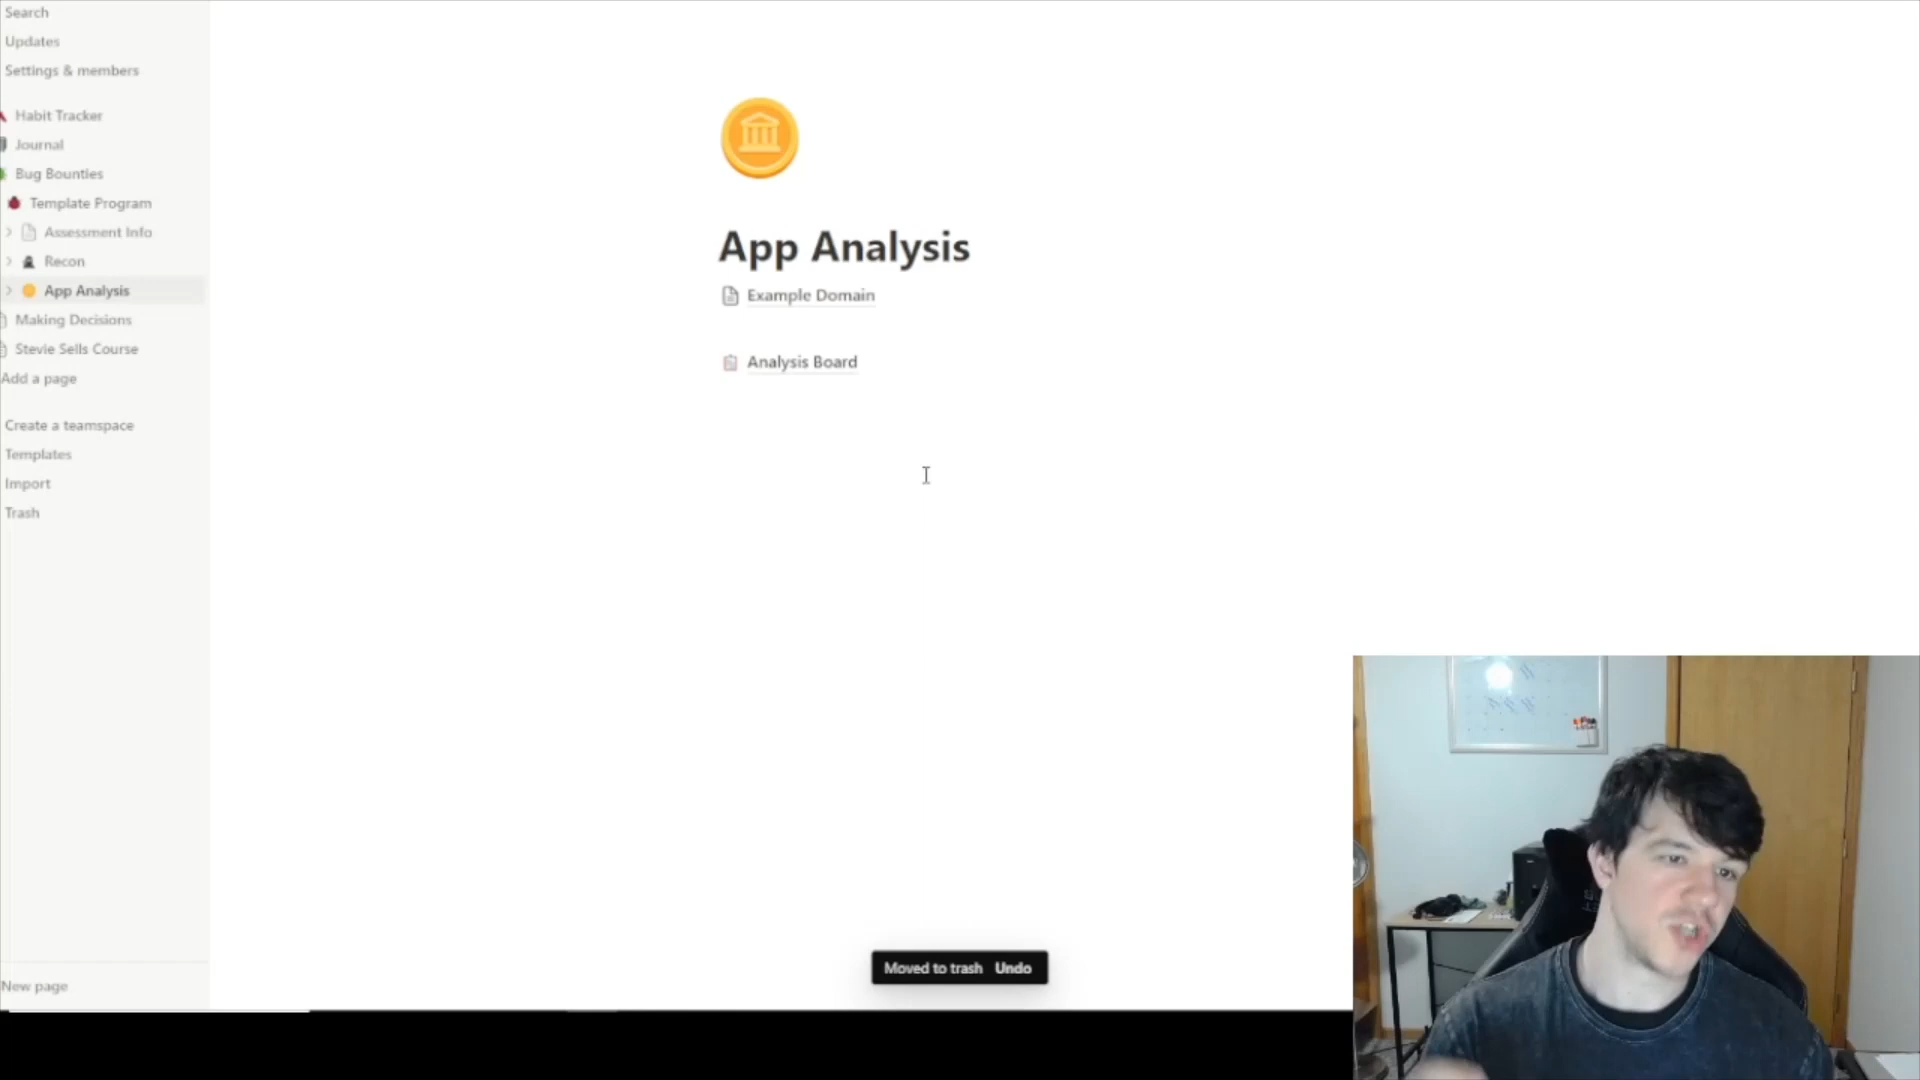 Search
Updates
Settings & members
Habit Tracker
Journal
Bug Bounties
Template Program
Assessment Info
Recon
App Analysis
Making Decisions
Stevie Sells Course
Add a page
Create a teamspace
Templates
Import
Trash
New page
App Analysis
Example Domain
Analysis Board
Moved to trash Undo